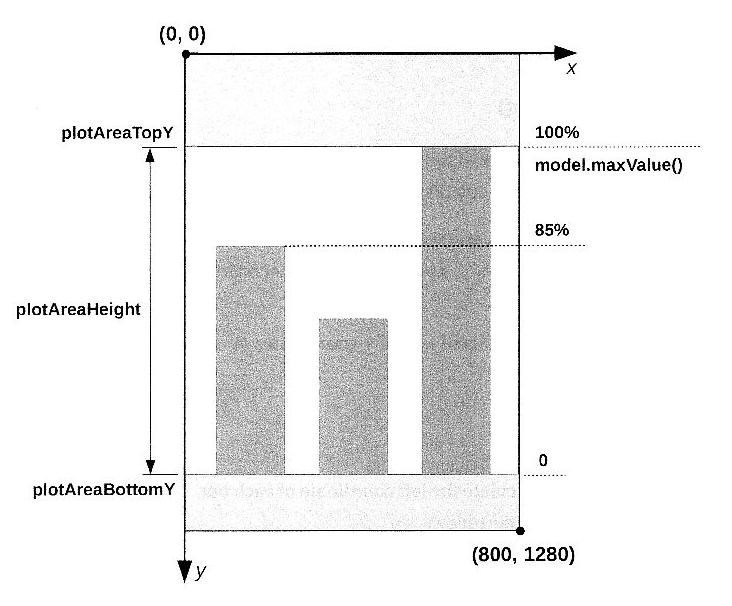 (0, 0)
x
plotAreaTopY
100%
model.maxValue()
85%
plotAreaHeight
0
plotAreaBottomY
(800, 1280)
y